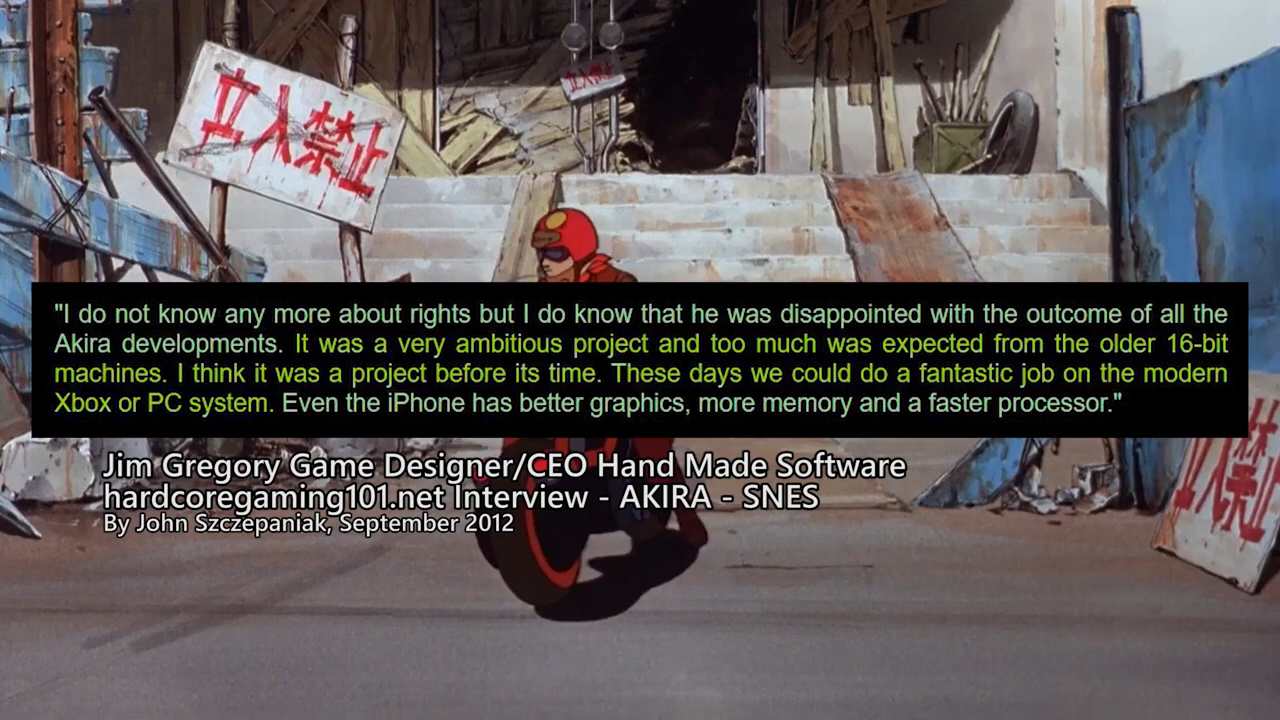 立入禁止
立入禁止
"I do not know any more about rights but I do know that he was disappointed with the outcome of all the
Akira developments. It was a very ambitious project and too much was expected from the older 16-bit
machines. I think it was a project before its time. These days we could do a fantastic job on the modern
Xbox or PC system. Even the iPhone has better graphics, more memory and a faster processor."
Jim Gregory Game Designer/CEO Hand Made Software
hardcoregaming101.net Interview - AKIRA - SNES
By John Szczepaniak, September 2012